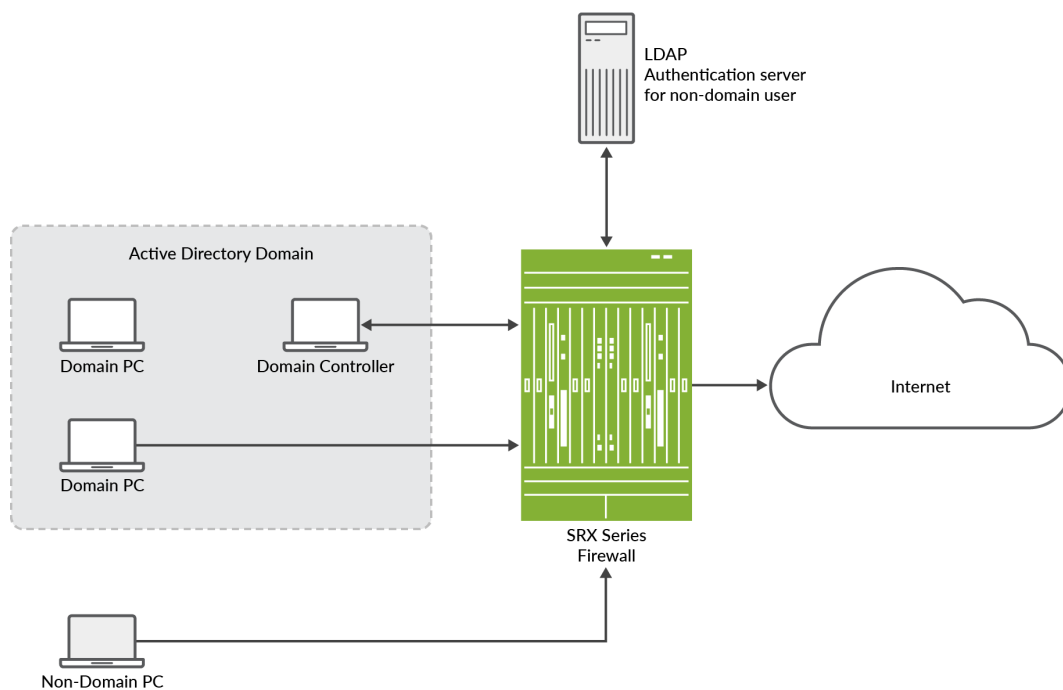 LDAP
Authentication server
for non-domain user
Active Directory Domain
Domain PC
Domain Controller
Domain PC
Internet
SRX Series
Firewall
Non-Domain PC